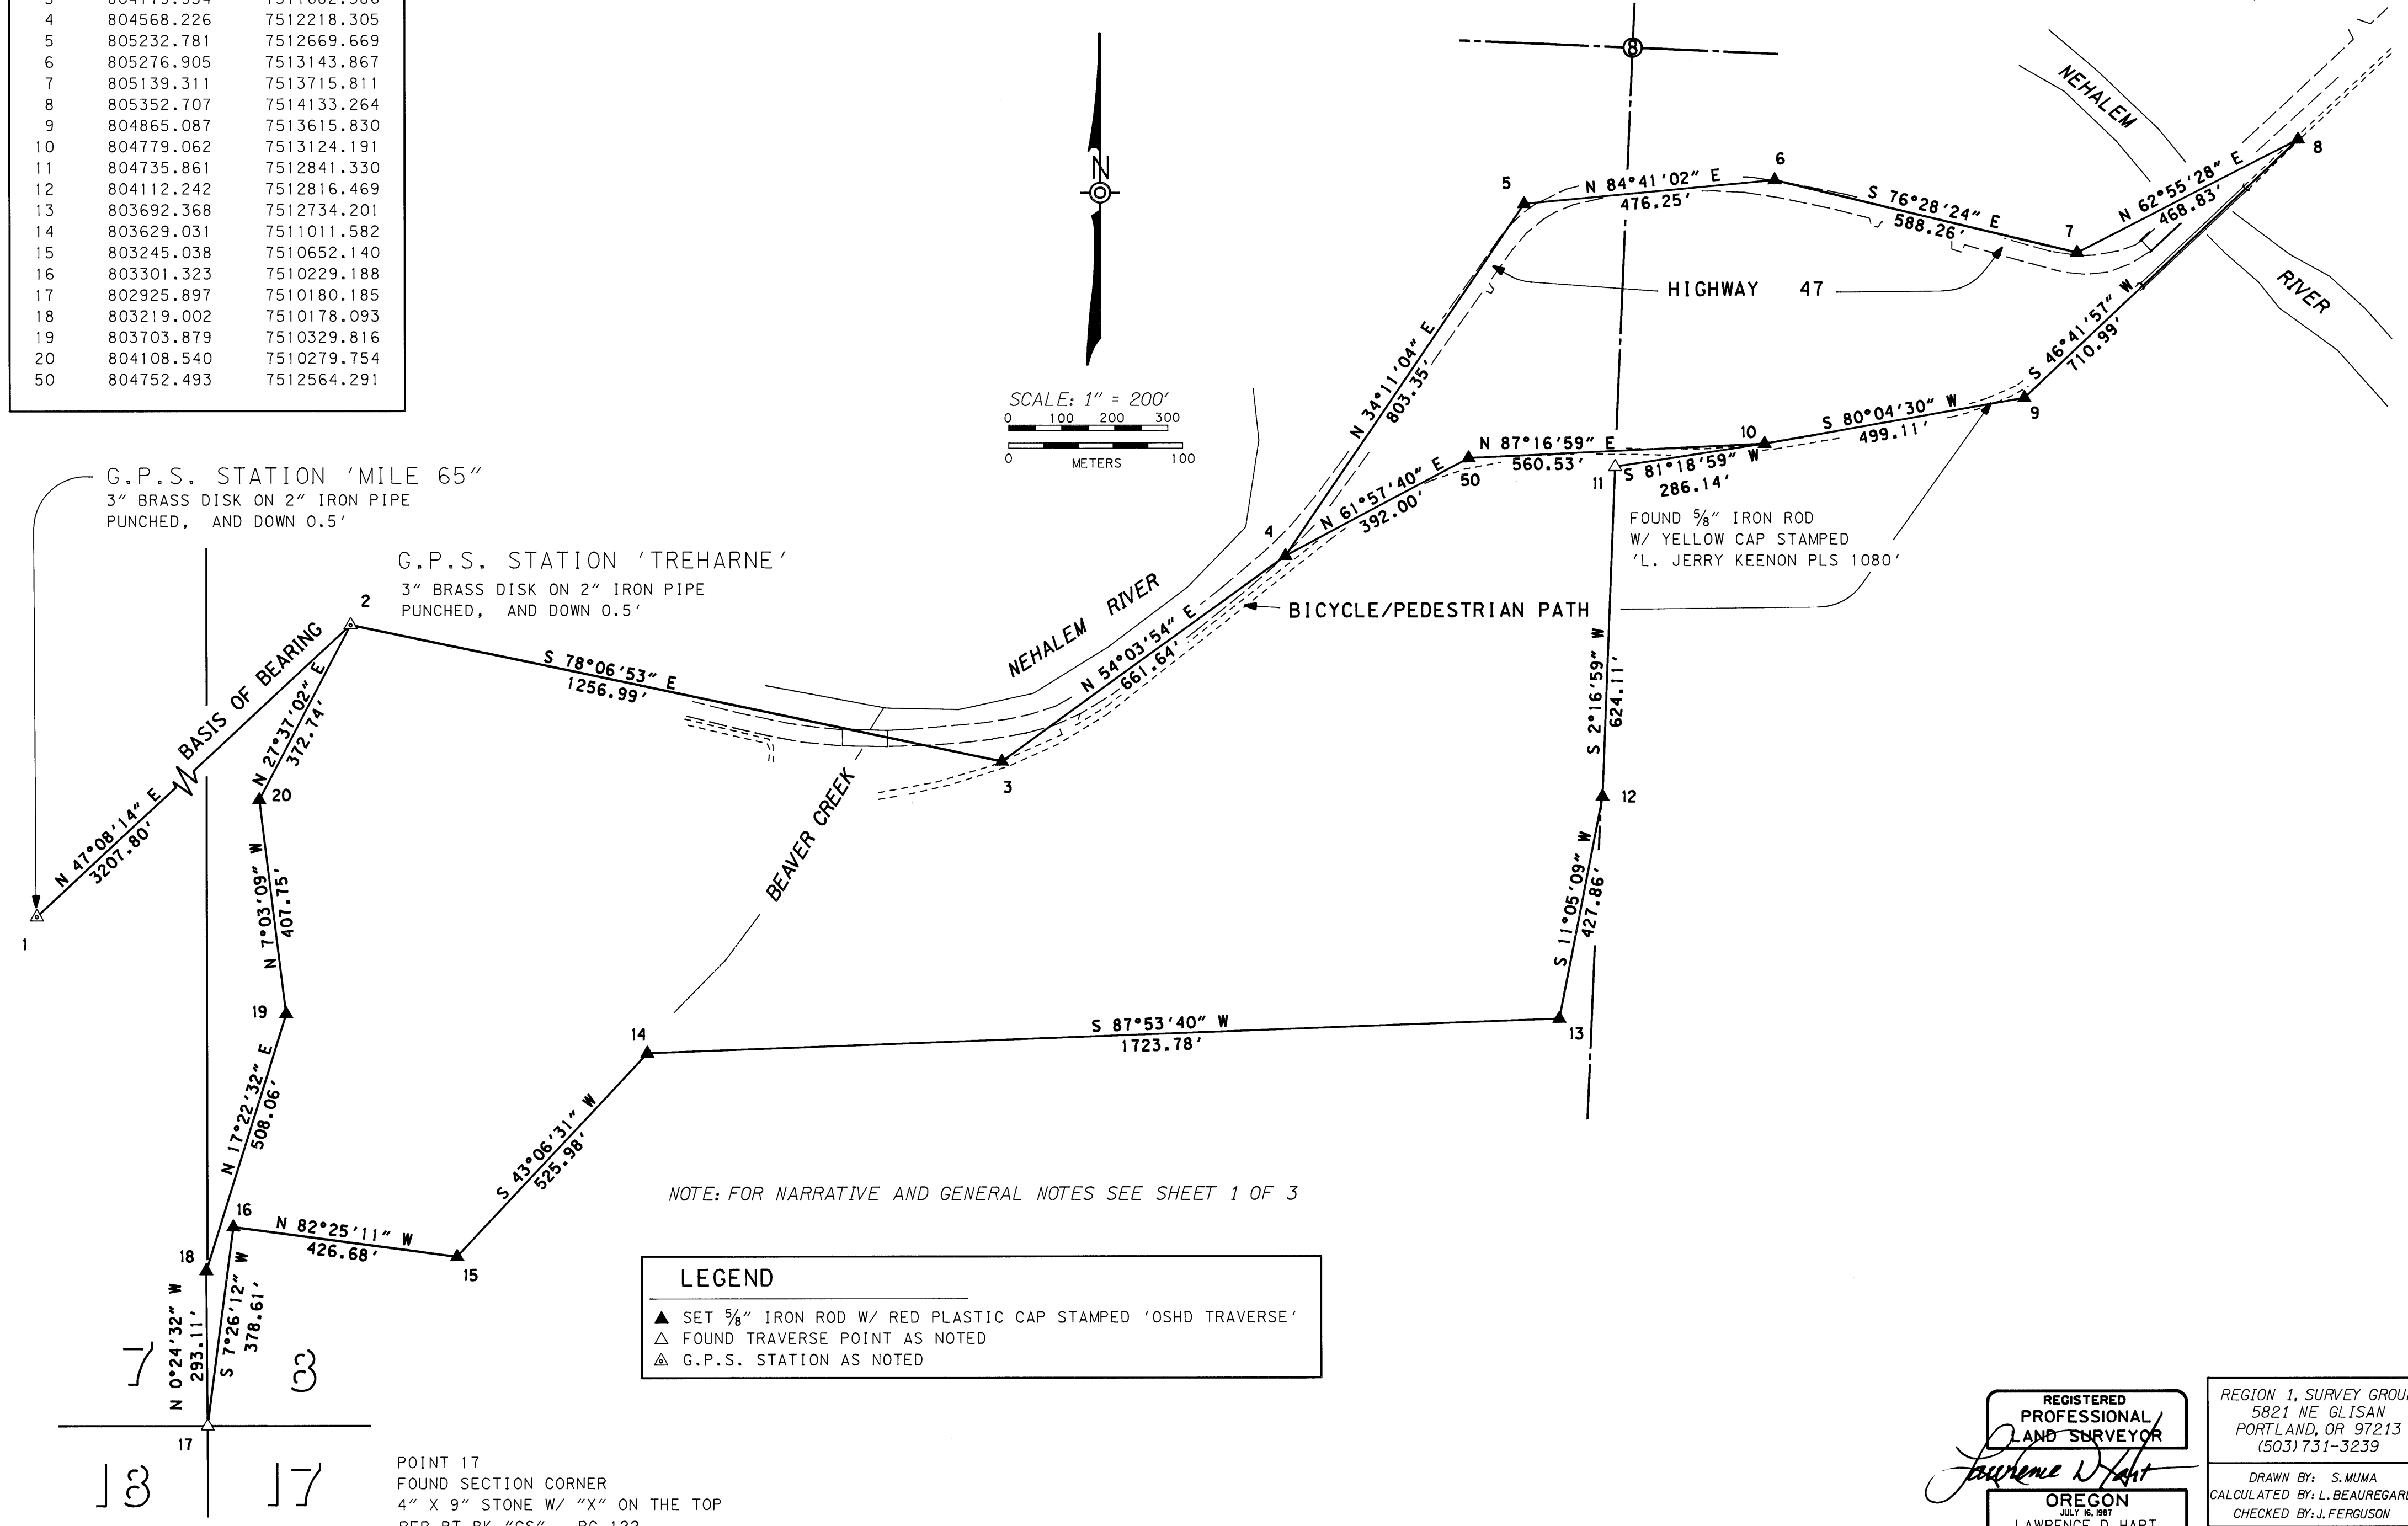 4 804568.226 7512218.305
5 805232.781 7512669.669
6 805276.905 7513143.867
7 805139.311 7513715.811
8 805352.707 7514133.264
9 804865.087 7513615.830
10 804779.062 7513124.191
11 804735.861 7512841.330
12 804112.242 7512816.469
13 803692.368 7512734.201
14 803629.031 7511011.582
15 803245.038 7510652.140
16 803301.323 7510229.188
17 802925.897 7510180.185
18 803219.002 7510178.093
19 803703.879 7510329.816
20 804108.540 7510279.754
50 804752.493 7512564.291
N
SCALE: 1" = 200'
0 100 200 300
0 METERS 100
8
NEHALEM
RIVER
8
N 62°55'28" E
468.83'
7
6
S 76°28'24" E
588.26'
5
N 84°41'02" E
476.25'
HIGHWAY 47
N 34°11'04" E
803.35'
S 46°41'57" W
710.99'
9
S 80°04'30" W
499.11'
10
N 87°16'59" E
560.53'
50
S 81°18'59" W
286.14'
11
N 61°57'40" E
392.00'
4
FOUND 5/8" IRON ROD
W/ YELLOW CAP STAMPED
'L. JERRY KEENON PLS 1080'
BICYCLE/PEDESTRIAN PATH
G.P.S. STATION 'MILE 65"
3" BRASS DISK ON 2" IRON PIPE
PUNCHED, AND DOWN 0.5'
G.P.S. STATION 'TREHARNE'
3" BRASS DISK ON 2" IRON PIPE
PUNCHED, AND DOWN 0.5'
2
BASIS OF BEARING
N 47°08'14" E
3207.80'
1
N 27°37'02" E
372.74'
20
S 78°06'53" E
1256.99'
NEHALEM RIVER
N 54°03'54" E
661.64'
3
BEAVER CREEK
S 2°16'59" W
624.11'
12
S 11°05'09" W
427.86'
13
N 7°03'09" W
407.75'
19
14
S 87°53'40" W
1723.78'
N 17°22'32" E
508.06'
S 43°06'31" W
525.98'
16
N 82°25'11" W
426.68'
15
18
N 0°24'32" W
293.11'
S 7°26'12" W
378.61'
7 8
17
18 17
NOTE: FOR NARRATIVE AND GENERAL NOTES SEE SHEET 1 OF 3
LEGEND
SET 5/8" IRON ROD W/ RED PLASTIC CAP STAMPED 'OSHD TRAVERSE'
FOUND TRAVERSE POINT AS NOTED
G.P.S. STATION AS NOTED
POINT 17
FOUND SECTION CORNER
4" X 9" STONE W/ "X" ON THE TOP
REGISTERED
PROFESSIONAL
LAND SURVEYOR
Lawrence D Hart
OREGON
JULY 16, 1987
LAWRENCE D. HART
REGION 1, SURVEY GROUP
5821 NE GLISAN
PORTLAND, OR 97213
(503) 731-3239
DRAWN BY: S. MUMA
CALCULATED BY: L. BEAUREGARD
CHECKED BY: J. FERGUSON